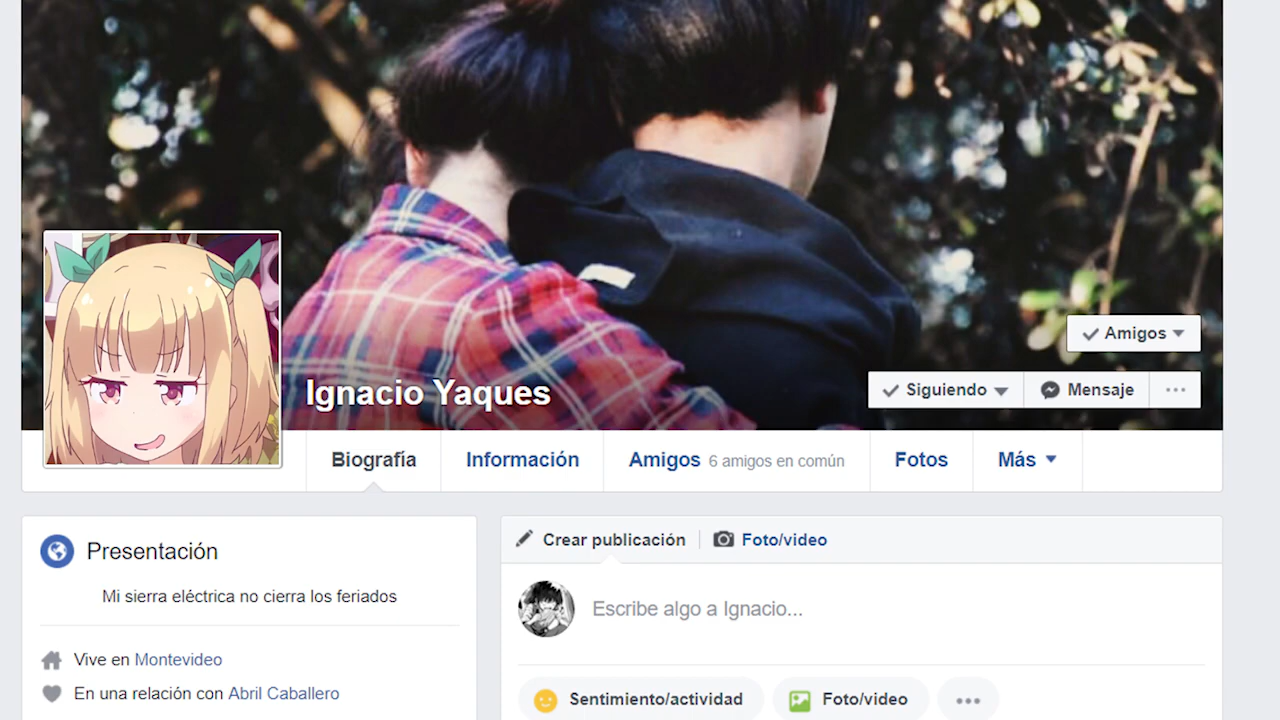 Amigos
Ignacio Yaques
Siguiendo
Mensaje
Biografía
Información
Amigos 6 amigos en común
Fotos
Más
Presentación
Mi sierra eléctrica no cierra los feriados
Vive en Montevideo
En una relación con Abril Caballero
Crear publicación
Foto/video
Escribe algo a Ignacio...
Sentimiento/actividad
Foto/video